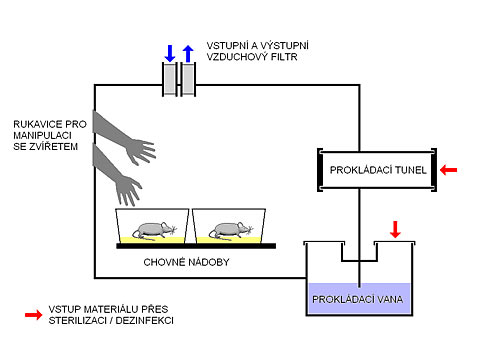 VSTUPNÍ A VÝSTUPNÍ
VZDUCHOVÝ FILTR
RUKAVICE PRO
MANIPULACI
SE ZVÍŘETEM
PROKLÁDACÍ TUNEL
CHOVNÉ NÁDOBY
PROKLÁDACÍ VANA
VSTUP MATERIÁLU PŘES
STERILIZACI / DEZINFEKCI